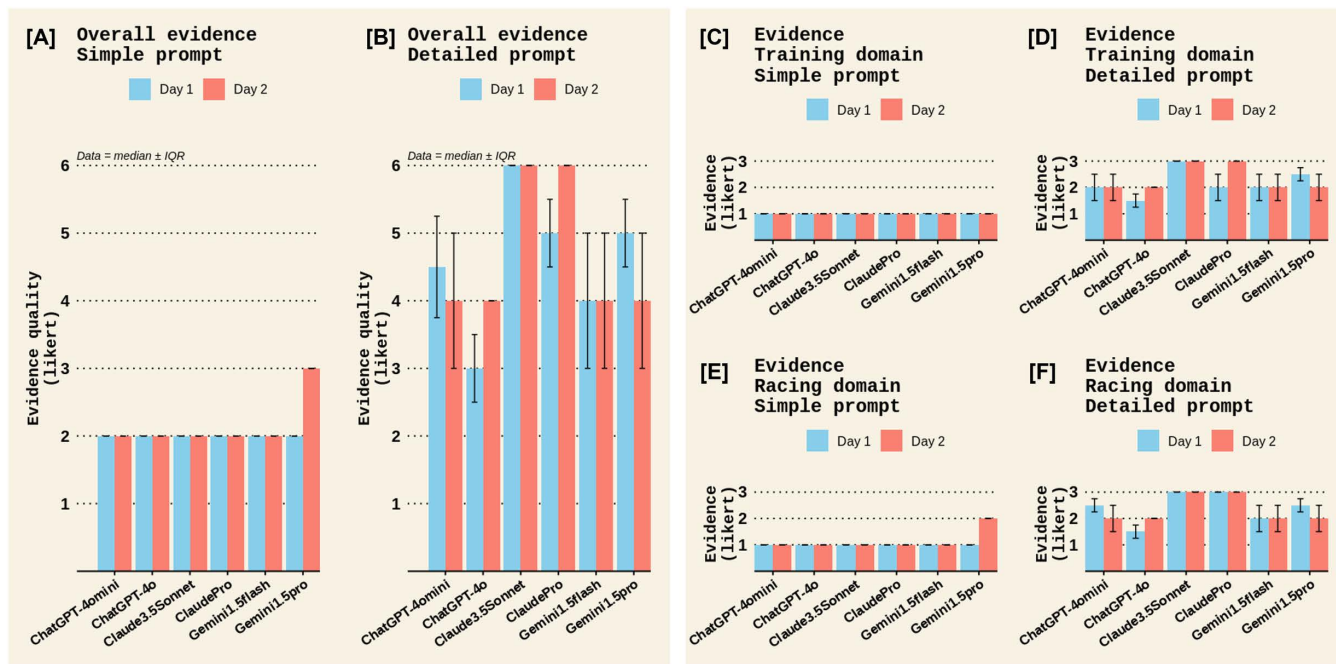 [A] Overall evidence
Simple prompt
Day 1 Day 2
Data = median ± IQR
Evidence quality
(likert)
6
5
4
3
2
1
ChatGPT-4omini
ChatGPT-4o
Claude3.5Sonnet
ClaudePro
Gemini1.5flash
Gemini1.5pro
[B] Overall evidence
Detailed prompt
Day 1 Day 2
Data = median ± IQR
Evidence quality
(likert)
6
5
4
3
2
1
ChatGPT-4omini
ChatGPT-4o
Claude3.5Sonnet
ClaudePro
Gemini1.5flash
Gemini1.5pro
[C] Evidence
Training domain
Simple prompt
Day 1 Day 2
Evidence
(likert)
3
2
1
ChatGPT-4omini
ChatGPT-4o
Claude3.5Sonnet
ClaudePro
Gemini1.5flash
Gemini1.5pro
[D] Evidence
Training domain
Detailed prompt
Day 1 Day 2
Evidence
(likert)
3
2
1
ChatGPT-4omini
ChatGPT-4o
Claude3.5Sonnet
ClaudePro
Gemini1.5flash
Gemini1.5pro
[E] Evidence
Racing domain
Simple prompt
Day 1 Day 2
Evidence
(likert)
3
2
1
ChatGPT-4omini
ChatGPT-4o
Claude3.5Sonnet
ClaudePro
Gemini1.5flash
Gemini1.5pro
[F] Evidence
Racing domain
Detailed prompt
Day 1 Day 2
Evidence
(likert)
3
2
1
ChatGPT-4omini
ChatGPT-4o
Claude3.5Sonnet
ClaudePro
Gemini1.5flash
Gemini1.5pro